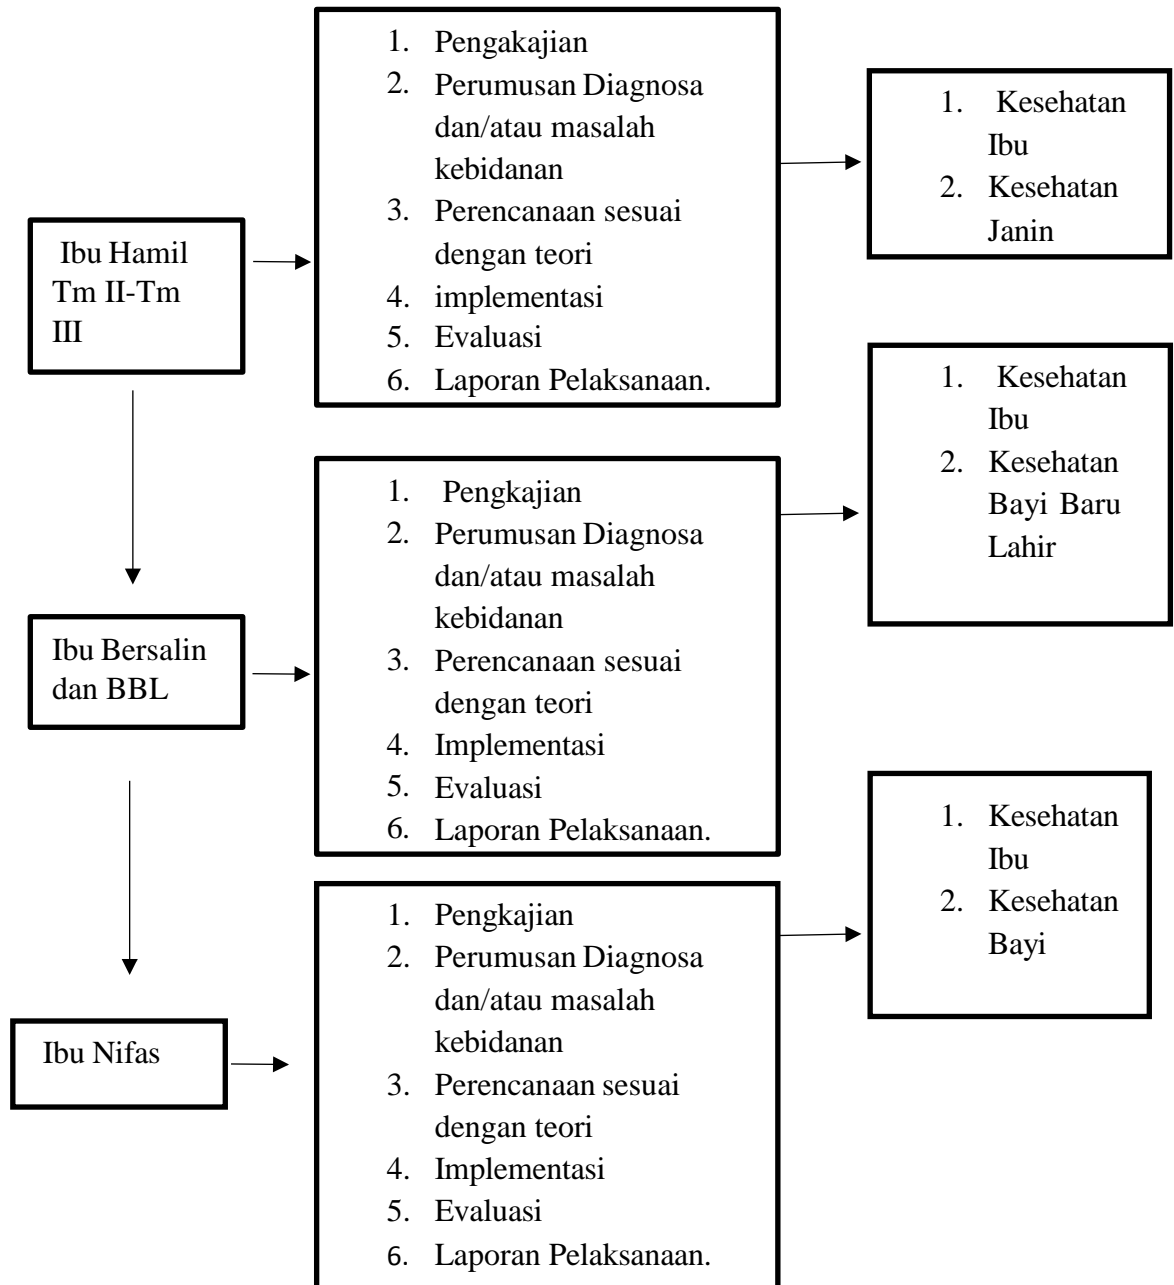 Ibu Hamil
Tm II-Tm
III
1. Pengakajian
2. Perumusan Diagnosa
dan/atau masalah
kebidanan
3. Perencanaan sesuai
dengan teori
4. implementasi
5. Evaluasi
6. Laporan Pelaksanaan.
1. Kesehatan
Ibu
2. Kesehatan
Janin
Ibu Bersalin
dan BBL
1. Pengkajian
2. Perumusan Diagnosa
dan/atau masalah
kebidanan
3. Perencanaan sesuai
dengan teori
4. Implementasi
5. Evaluasi
6. Laporan Pelaksanaan.
1. Kesehatan
Ibu
2. Kesehatan
Bayi Baru
Lahir
Ibu Nifas
1. Pengkajian
2. Perumusan Diagnosa
dan/atau masalah
kebidanan
3. Perencanaan sesuai
dengan teori
4. Implementasi
5. Evaluasi
6. Laporan Pelaksanaan.
1. Kesehatan
Ibu
2. Kesehatan
Bayi